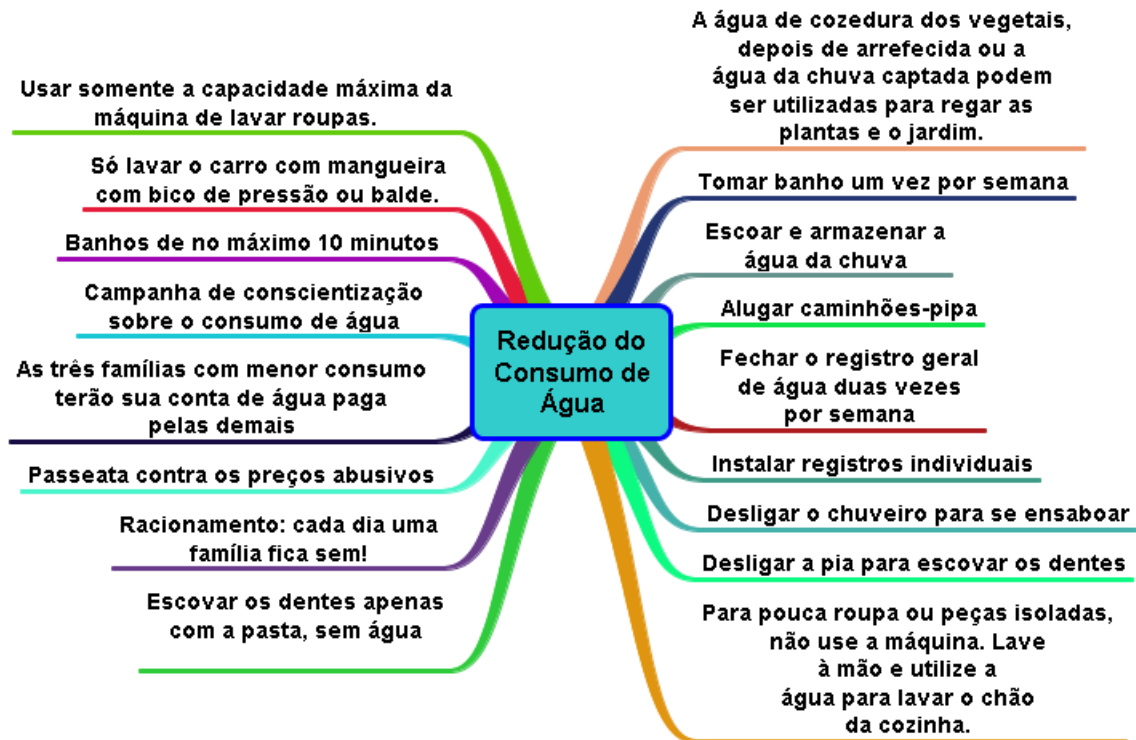 Usar somente a capacidade máxima da
máquina de lavar roupas.
Só lavar o carro com mangueira
com bico de pressão ou balde.
Banhos de no máximo 10 minutos
Campanha de conscientização
sobre o consumo de água
As três famílias com menor consumo
terão sua conta de água paga
pelas demais
Passeata contra os preços abusivos
Racionamento: cada dia uma
família fica sem!
Escovar os dentes apenas
com a pasta, sem água
Redução do
Consumo de
Água
A água de cozedura dos vegetais,
depois de arrefecida ou a
água da chuva captada podem
ser utilizadas para regar as
plantas e o jardim.
Tomar banho um vez por semana
Escoar e armazenar a
água da chuva
Alugar caminhões-pipa
Fechar o registro geral
de água duas vezes
por semana
Instalar registros individuais
Desligar o chuveiro para se ensaboar
Desligar a pia para escovar os dentes
Para pouca roupa ou peças isoladas,
não use a máquina. Lave
à mão e utilize a
água para lavar o chão
da cozinha.